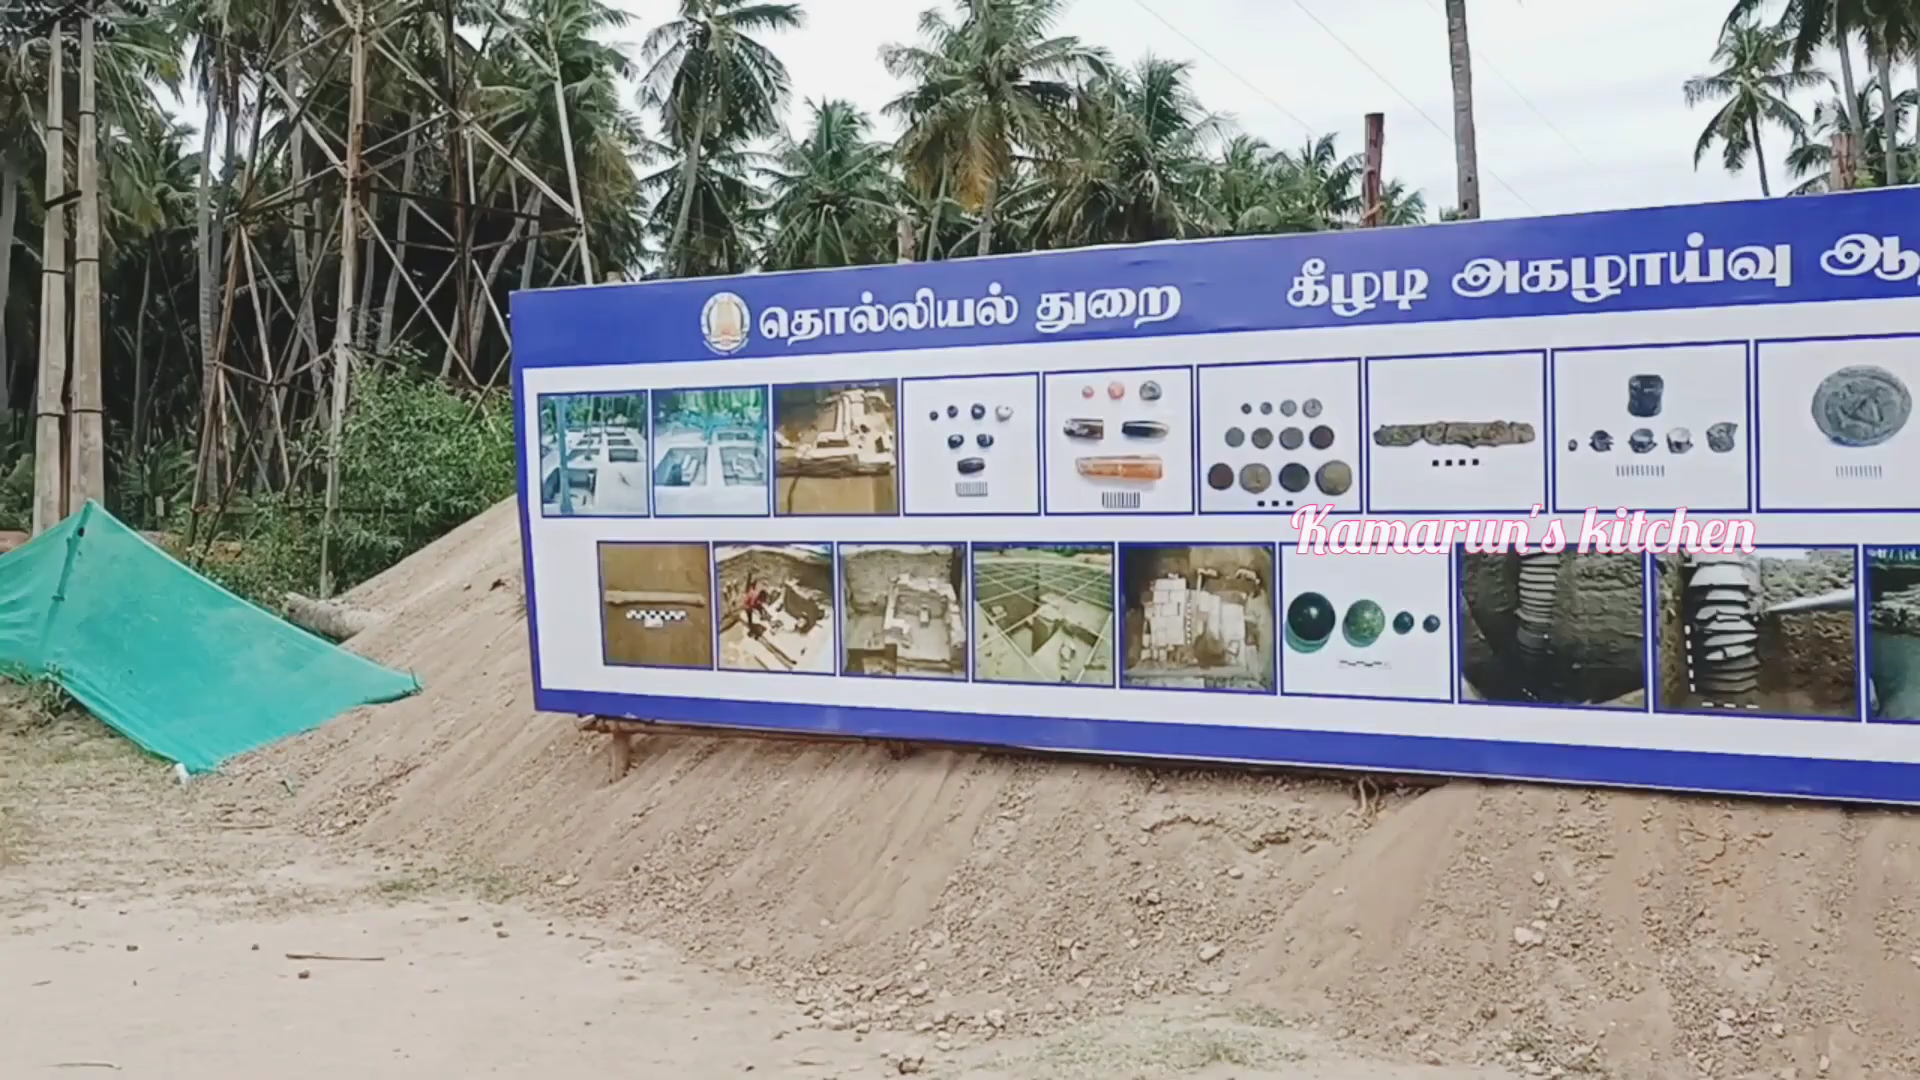 தொல்லியல் துறை கீழடி அகழாய்வு
Kamarun's kitchen